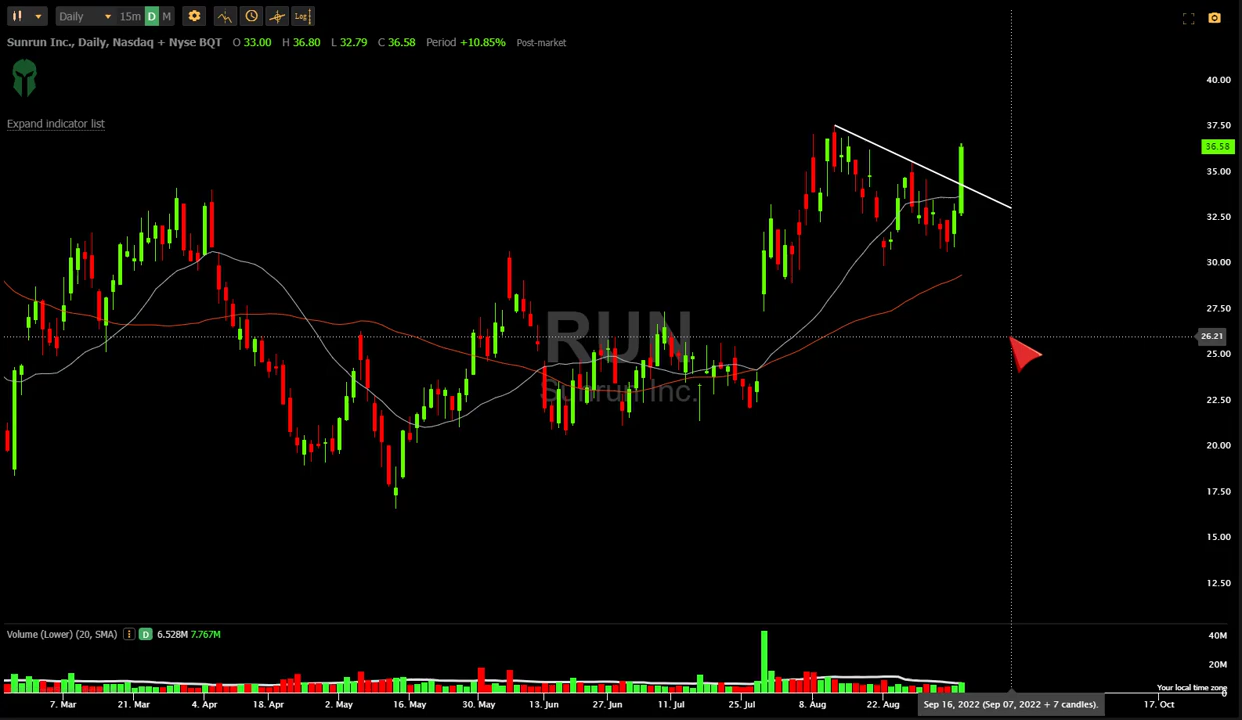 Daily 15m D M Log
Sunrun Inc., Daily, Nasdaq + Nyse BQT O 33.00 H 36.80 L 32.79 C 36.58 Period +10.85% Post-market
Expand indicator list
40.00
37.50
36.58
35.00
32.50
30.00
27.50
26.21
25.00
22.50
20.00
17.50
15.00
12.50
RUN
Sunrun Inc.
Volume (Lower) (20, SMA) D 6.528M 7.767M
40M
20M
0
Your local time zone
7. Mar 21. Mar 4. Apr 18. Apr 2. May 16. May 30. May 13. Jun 27. Jun 11. Jul 25. Jul 8. Aug 22. Aug Sep 16, 2022 (Sep 07, 2022 + 7 candles). 17. Oct